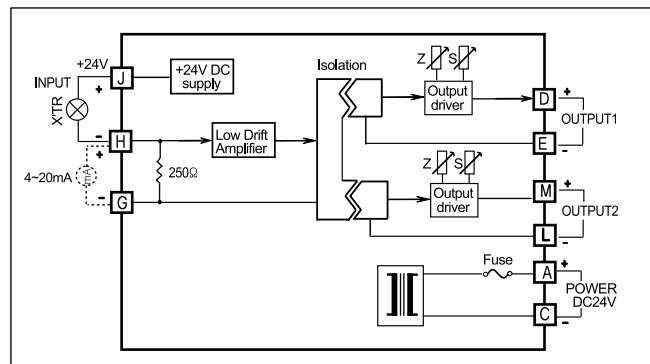 +24V
J
+24V DC
supply
Isolation
Z
S
INPUT
+
X'TR
-
H
+
Low Drift
Amplifier
Output
driver
D
+
OUTPUT1
E
-
4~20mA
mA
-
G
250Ω
Z
S
Output
driver
M
+
OUTPUT2
L
-
Fuse
A
+
POWER
DC24V
C
-